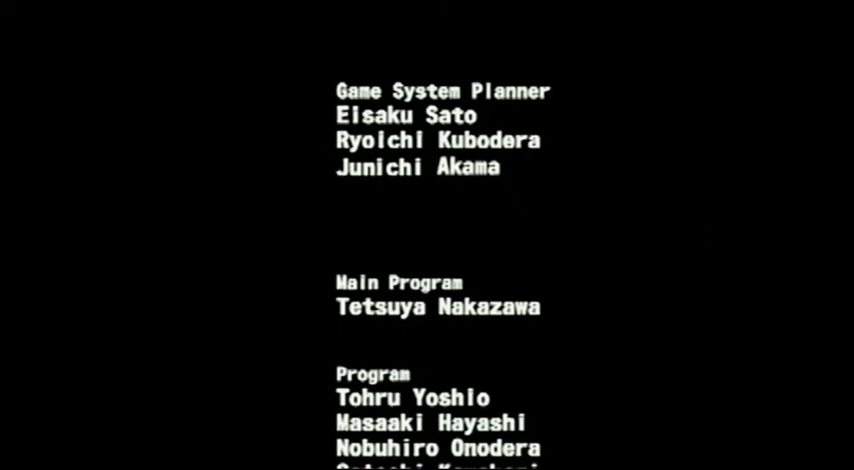 Game System Planner
Eisaku Sato
Ryoichi Kubodera
Junichi Akama
Main Program
Tetsuya Nakazawa
Program
Tohru Yoshio
Masaaki Hayashi
Nobuhiro Onodera